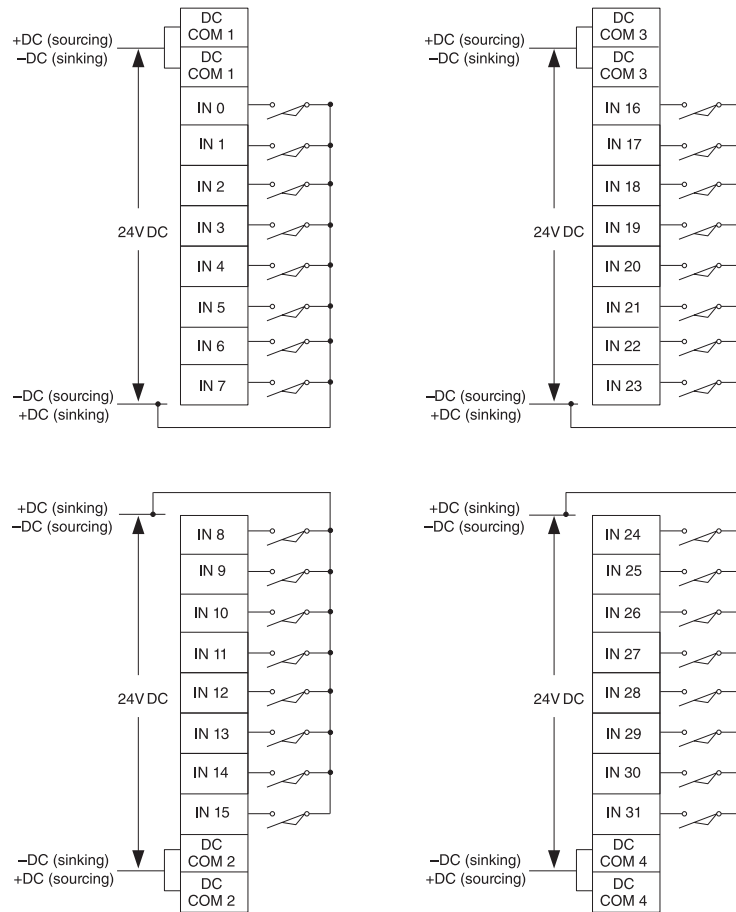 DC
COM 1
+DC (sourcing)
−DC (sinking)
DC
COM 1
IN 0
IN 1
IN 2
IN 3
24V DC
IN 4
IN 5
IN 6
IN 7
−DC (sourcing)
+DC (sinking)
DC
COM 3
+DC (sourcing)
−DC (sinking)
DC
COM 3
IN 16
IN 17
IN 18
IN 19
24V DC
IN 20
IN 21
IN 22
IN 23
−DC (sourcing)
+DC (sinking)
+DC (sinking)
−DC (sourcing)
IN 8
IN 9
IN 10
IN 11
IN 12
24V DC
IN 13
IN 14
IN 15
DC
COM 2
−DC (sinking)
+DC (sourcing)
DC
COM 2
+DC (sinking)
−DC (sourcing)
IN 24
IN 25
IN 26
IN 27
IN 28
24V DC
IN 29
IN 30
IN 31
DC
COM 4
−DC (sinking)
+DC (sourcing)
DC
COM 4